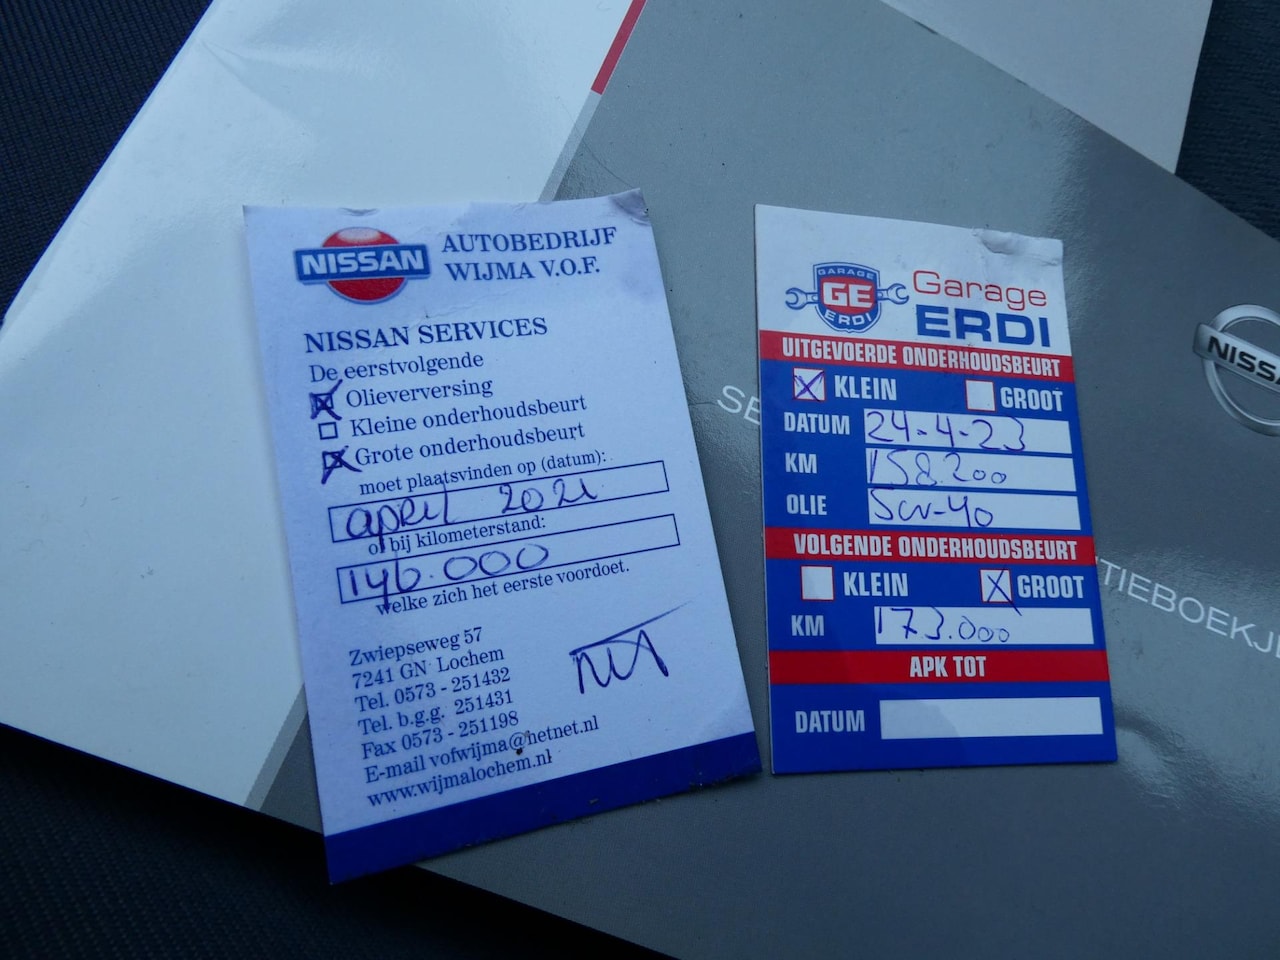 NISSAN
AUTOBEDRIJF
WIJMA V.O.F.
NISSAN SERVICES
De eerstvolgende
Olieverversing
Kleine onderhoudsbeurt
Grote onderhoudsbeurt
moet plaatsvinden op (datum):
april 2021
of bij kilometerstand:
146.000
welke zich het eerste voordoet.
Zwiepseweg 57
7241 GN Lochem
Tel. 0573 - 251432
Tel. b.g.g. 251431
Fax 0573 - 251198
E-mail vofwijma@hetnet.nl
www.wijmalochem.nl
GARAGE
GE
ERDI
Garage
ERDI
UITGEVOERDE ONDERHOUDSBEURT
KLEIN GROOT
DATUM 24-4-23
KM 158.200
OLIE 5w-40
VOLGENDE ONDERHOUDSBEURT
KLEIN GROOT
KM 173.000
APK TOT
DATUM
NISSA
SE
TIEBOEKJE